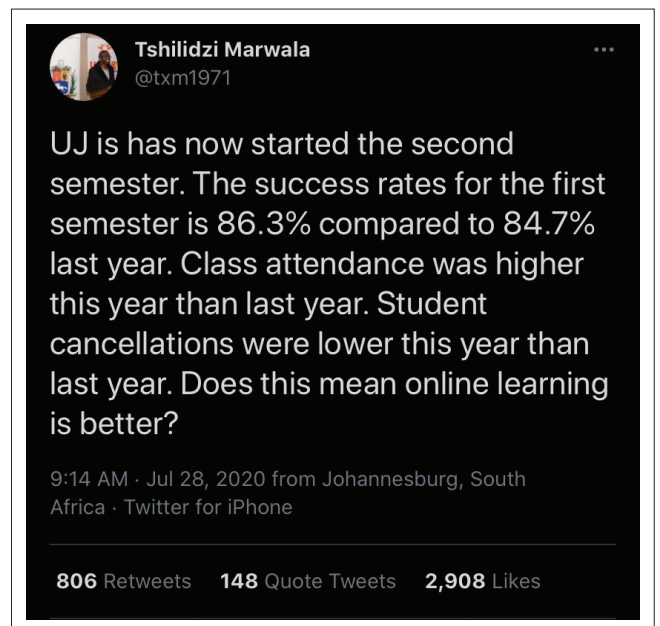 Tshilidzi Marwala
@txm1971
UJ is has now started the second
semester. The success rates for the first
semester is 86.3% compared to 84.7%
last year. Class attendance was higher
this year than last year. Student
cancellations were lower this year than
last year. Does this mean online learning
is better?
9:14 AM · Jul 28, 2020 from Johannesburg, South
Africa · Twitter for iPhone
806 Retweets 148 Quote Tweets 2,908 Likes